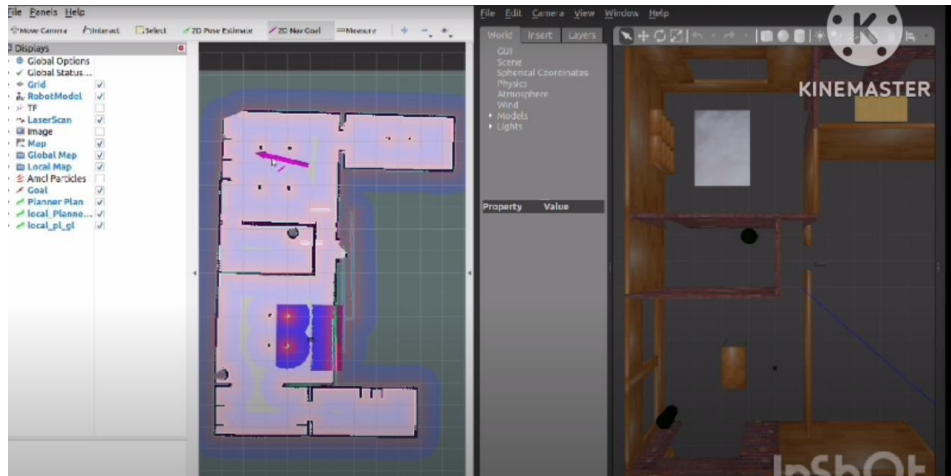 File Panels Help
Move Camera Interact Select 2D Pose Estimate 2D Nav Goal Measure
Displays
Global Options
Global Status...
Grid
RobotModel
TF
LaserScan
Image
Map
Global Map
Local Map
Amcl Particles
Goal
Planner Plan
local_Planne...
local_pl_gl
File Edit Camera View Window Help
World Insert Layers
GUI
Scene
Spherical Coordinates
Physics
Atmosphere
Wind
Models
Lights
Property Value
K
KINEMASTER
InShOt